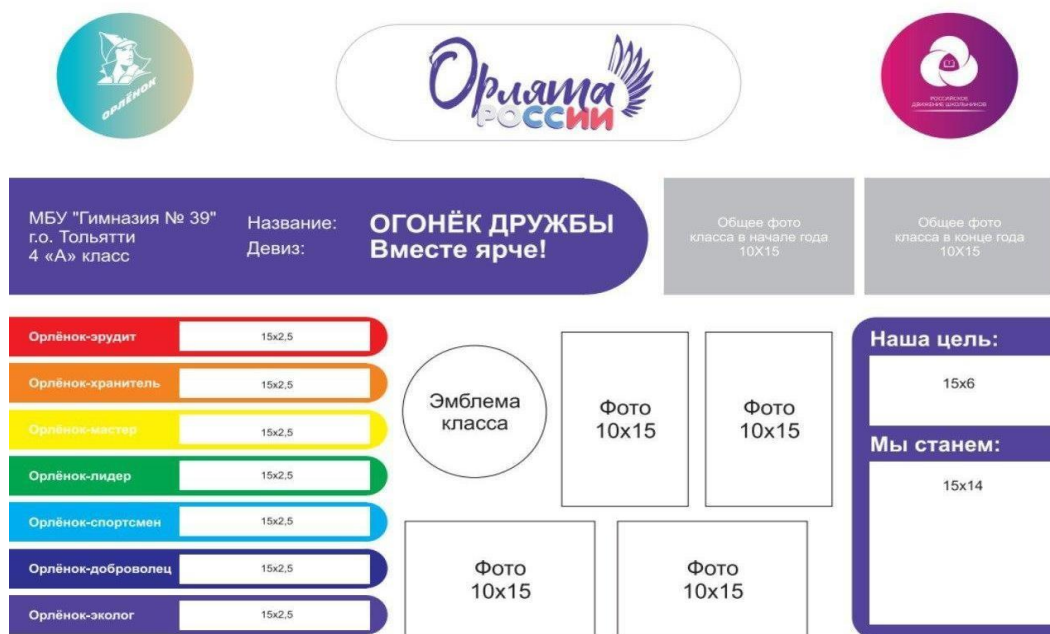 ОРЛЁНОК
Орлята
РОССИИ
РОССИЙСКОЕ
ДВИЖЕНИЕ ШКОЛЬНИКОВ
МБУ "Гимназия № 39"
г.о. Тольятти
4 «А» класс
Название:
Девиз:
ОГОНЁК ДРУЖБЫ
Вместе ярче!
Общее фото
класса в начале года
10Х15
Общее фото
класса в конце года
10Х15
Орлёнок-эрудит
15х2,5
Орлёнок-хранитель
15х2,5
Орлёнок-мастер
15х2,5
Орлёнок-лидер
15х2,5
Орлёнок-спортсмен
15х2,5
Орлёнок-доброволец
15х2,5
Орлёнок-эколог
15х2,5
Эмблема
класса
Фото
10х15
Фото
10х15
Фото
10х15
Фото
10х15
Наша цель:
15х6
Мы станем:
15х14